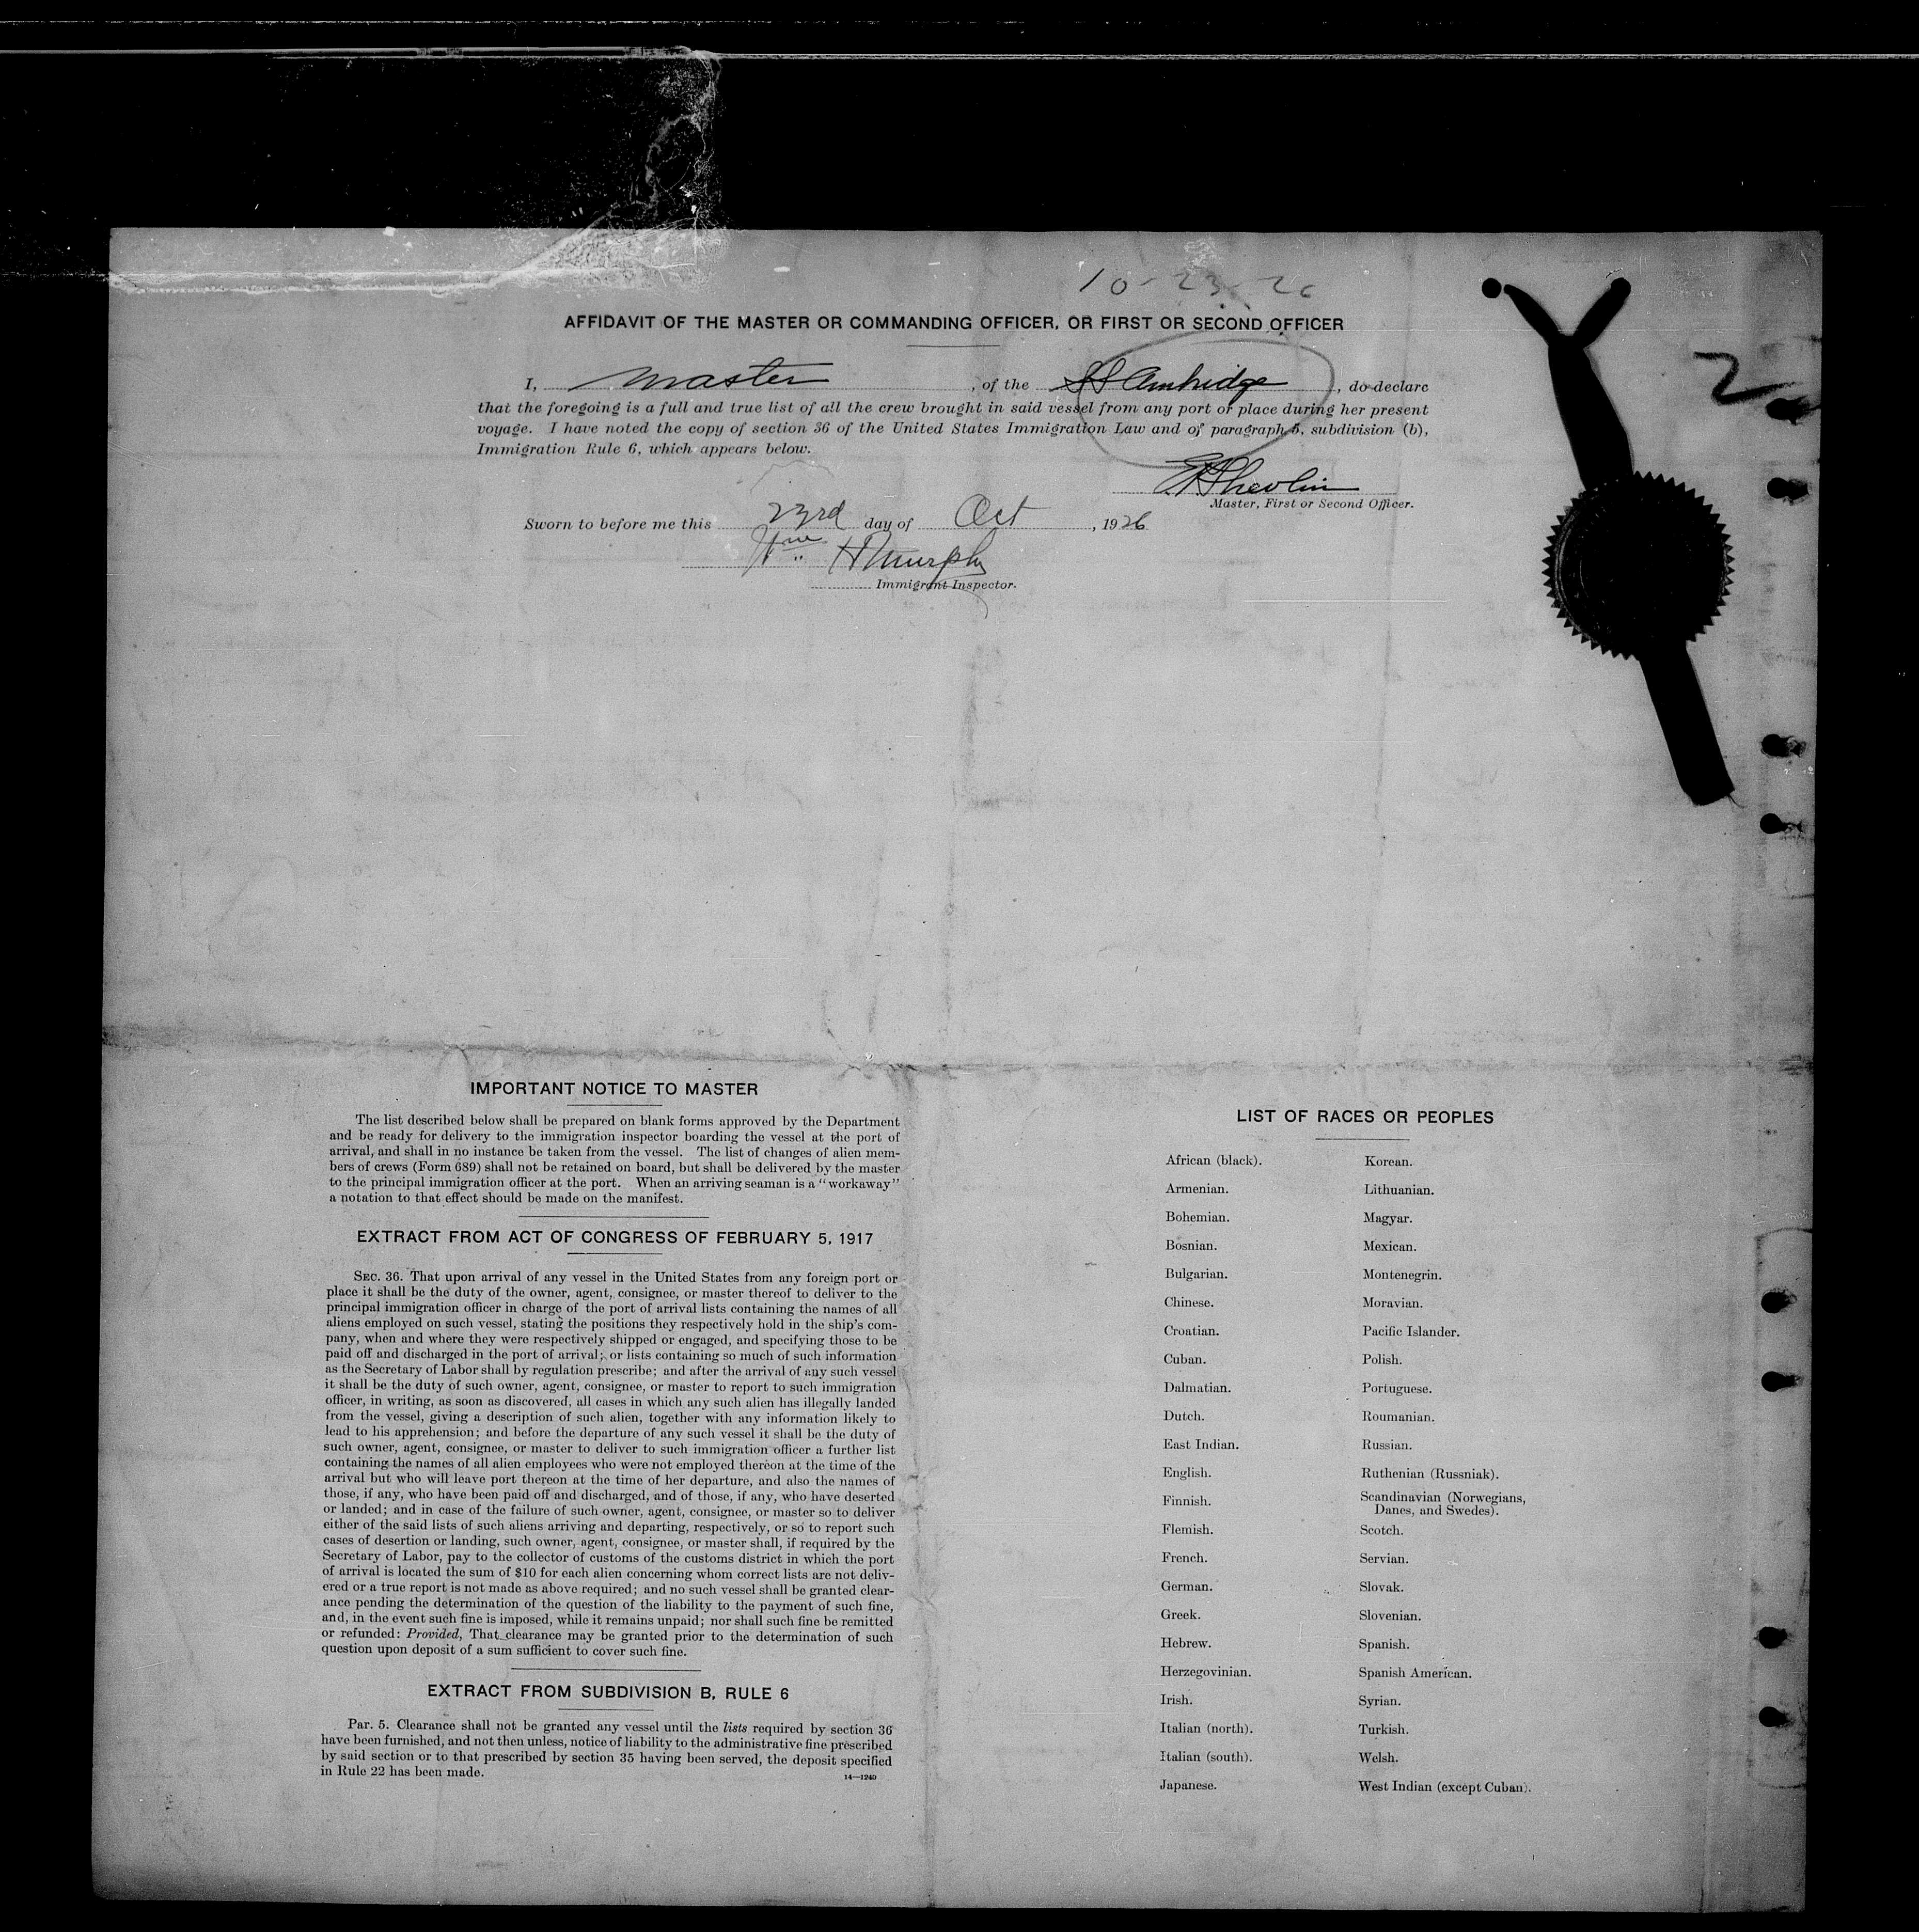 10-23-26
AFFIDAVIT OF THE MASTER OR COMMANDING OFFICER, OR FIRST OR SECOND OFFICER
I, Master, of the SS Ambridge, do declare
that the foregoing is a full and true list of all the crew brought in said vessel from any port or place during her present
voyage. I have noted the copy of section 36 of the United States Immigration Law and of paragraph 5, subdivision (b),
Immigration Rule 6, which appears below.
2
Master, First or Second Officer.
Sworn to before me this 23rd day of Oct, 1926
Wm H Murphy
Immigrant Inspector.
IMPORTANT NOTICE TO MASTER
The list described below shall be prepared on blank forms approved by the Department
and be ready for delivery to the immigration inspector boarding the vessel at the port of
arrival, and shall in no instance be taken from the vessel. The list of changes of alien mem-
bers of crews (Form 689) shall not be retained on board, but shall be delivered by the master
to the principal immigration officer at the port. When an arriving seaman is a "workaway"
a notation to that effect should be made on the manifest.
EXTRACT FROM ACT OF CONGRESS OF FEBRUARY 5, 1917
SEC. 36. That upon arrival of any vessel in the United States from any foreign port or
place it shall be the duty of the owner, agent, consignee, or master thereof to deliver to the
principal immigration officer in charge of the port of arrival lists containing the names of all
aliens employed on such vessel, stating the positions they respectively hold in the ship's com-
pany, when and where they were respectively shipped or engaged, and specifying those to be
paid off and discharged in the port of arrival; or lists containing so much of such information
as the Secretary of Labor shall by regulation prescribe; and after the arrival of any such vessel
it shall be the duty of such owner, agent, consignee, or master to report to such immigration
officer, in writing, as soon as discovered, all cases in which any such alien has illegally landed
from the vessel, giving a description of such alien, together with any information likely to
lead to his apprehension; and before the departure of any such vessel it shall be the duty of
such owner, agent, consignee, or master to deliver to such immigration officer a further list
containing the names of all alien employees who were not employed thereon at the time of the
arrival but who will leave port thereon at the time of her departure, and also the names of
those, if any, who have been paid off and discharged, and of those, if any, who have deserted
or landed; and in case of the failure of such owner, agent, consignee, or master so to deliver
either of the said lists of such aliens arriving and departing, respectively, or so to report such
cases of desertion or landing, such owner, agent, consignee, or master shall, if required by the
Secretary of Labor, pay to the collector of customs of the customs district in which the port
of arrival is located the sum of $10 for each alien concerning whom correct lists are not deliv-
ered or a true report is not made as above required; and no such vessel shall be granted clear-
ance pending the determination of the question of the liability to the payment of such fine,
and, in the event such fine is imposed, while it remains unpaid; nor shall such fine be remitted
or refunded: Provided, That clearance may be granted prior to the determination of such
question upon deposit of a sum sufficient to cover such fine.
EXTRACT FROM SUBDIVISION B, RULE 6
Par. 5. Clearance shall not be granted any vessel until the lists required by section 36
have been furnished, and not then unless, notice of liability to the administrative fine prescribed
by said section or to that prescribed by section 35 having been served, the deposit specified
in Rule 22 has been made.
14—1240
LIST OF RACES OR PEOPLES
African (black).
Armenian.
Bohemian.
Bosnian.
Bulgarian.
Chinese.
Croatian.
Cuban.
Dalmatian.
Dutch.
East Indian.
English.
Finnish.
Flemish.
French.
German.
Greek.
Hebrew.
Herzegovinian.
Irish.
Italian (north).
Italian (south).
Japanese.
Korean.
Lithuanian.
Magyar.
Mexican.
Montenegrin.
Moravian.
Pacific Islander.
Polish.
Portuguese.
Roumanian.
Russian.
Ruthenian (Russniak).
Scandinavian (Norwegians,
Danes, and Swedes).
Scotch.
Servian.
Slovak.
Slovenian.
Spanish.
Spanish American.
Syrian.
Turkish.
Welsh.
West Indian (except Cuban).